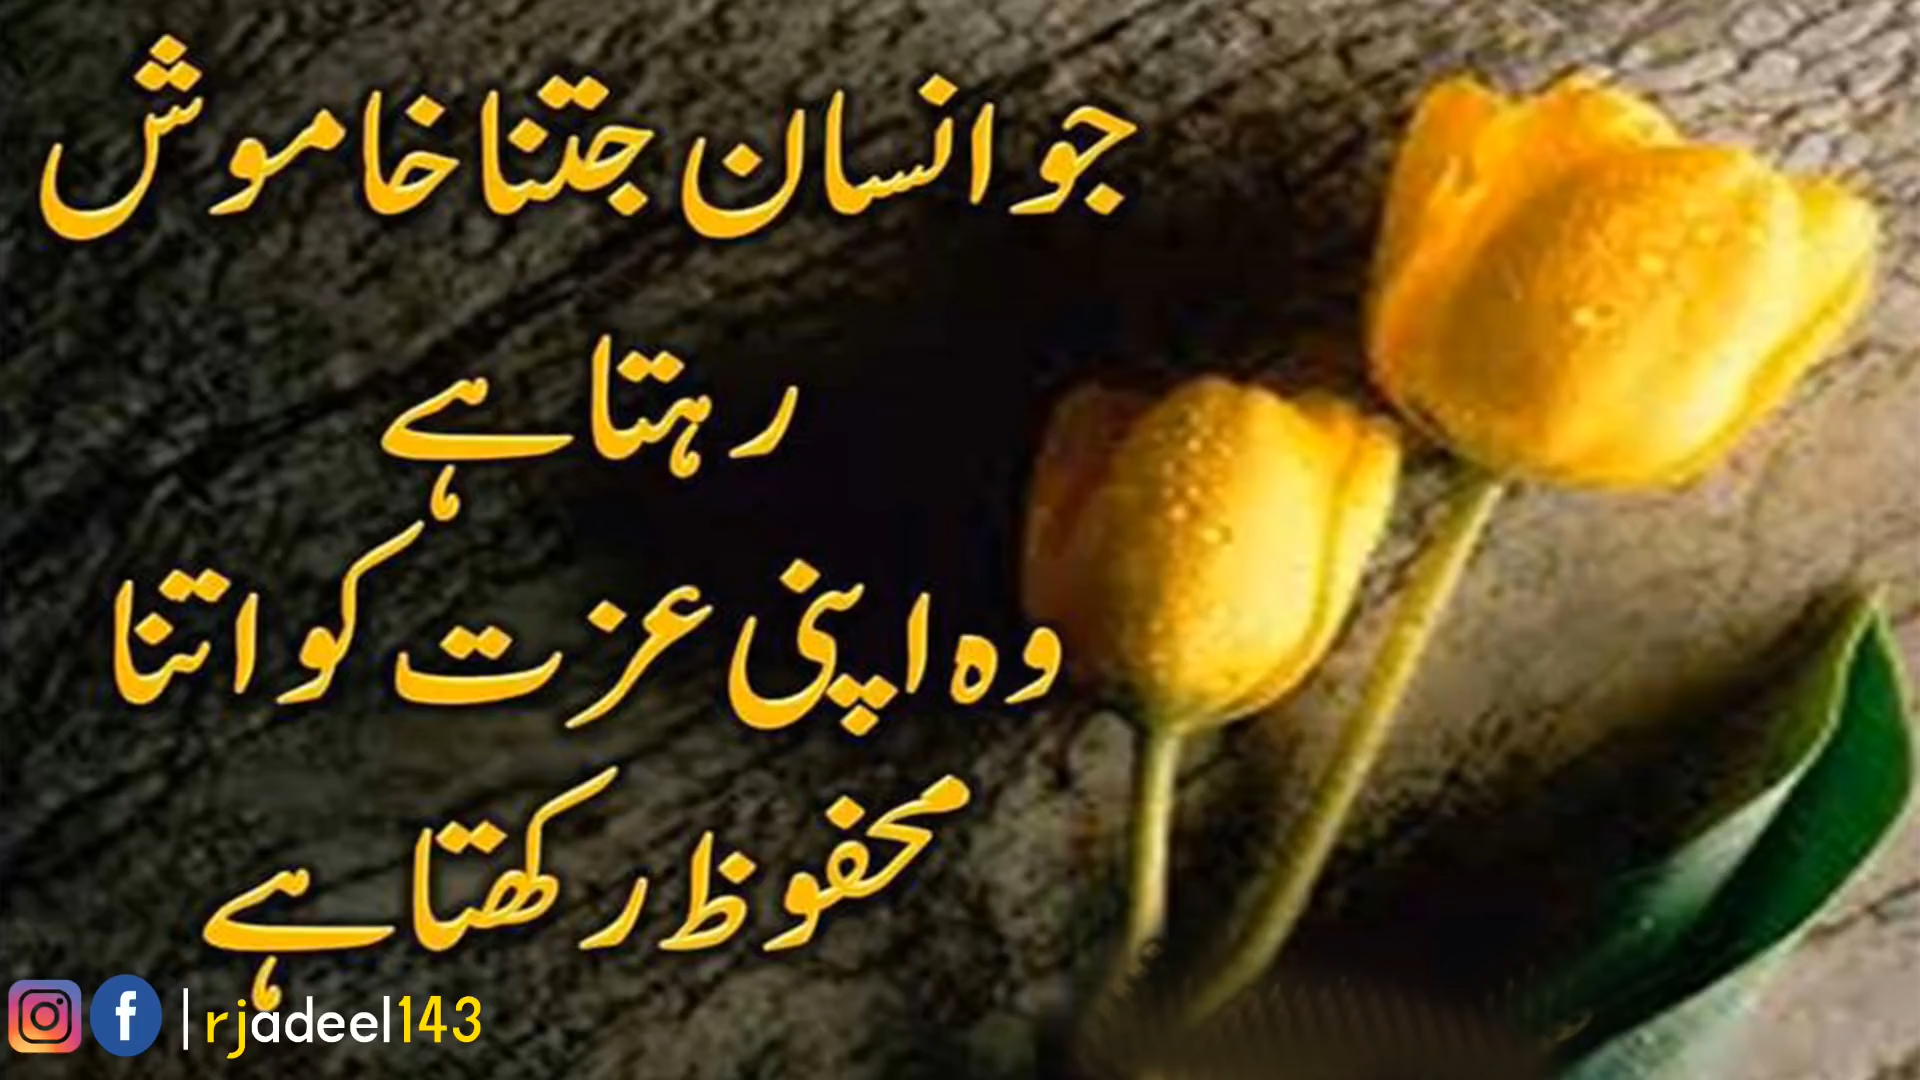 جو انسان جتنا خاموش
رہتا ہے
وہ اپنی عزت کو اتنا
محفوظ رکھتا ہے
rjadeel143